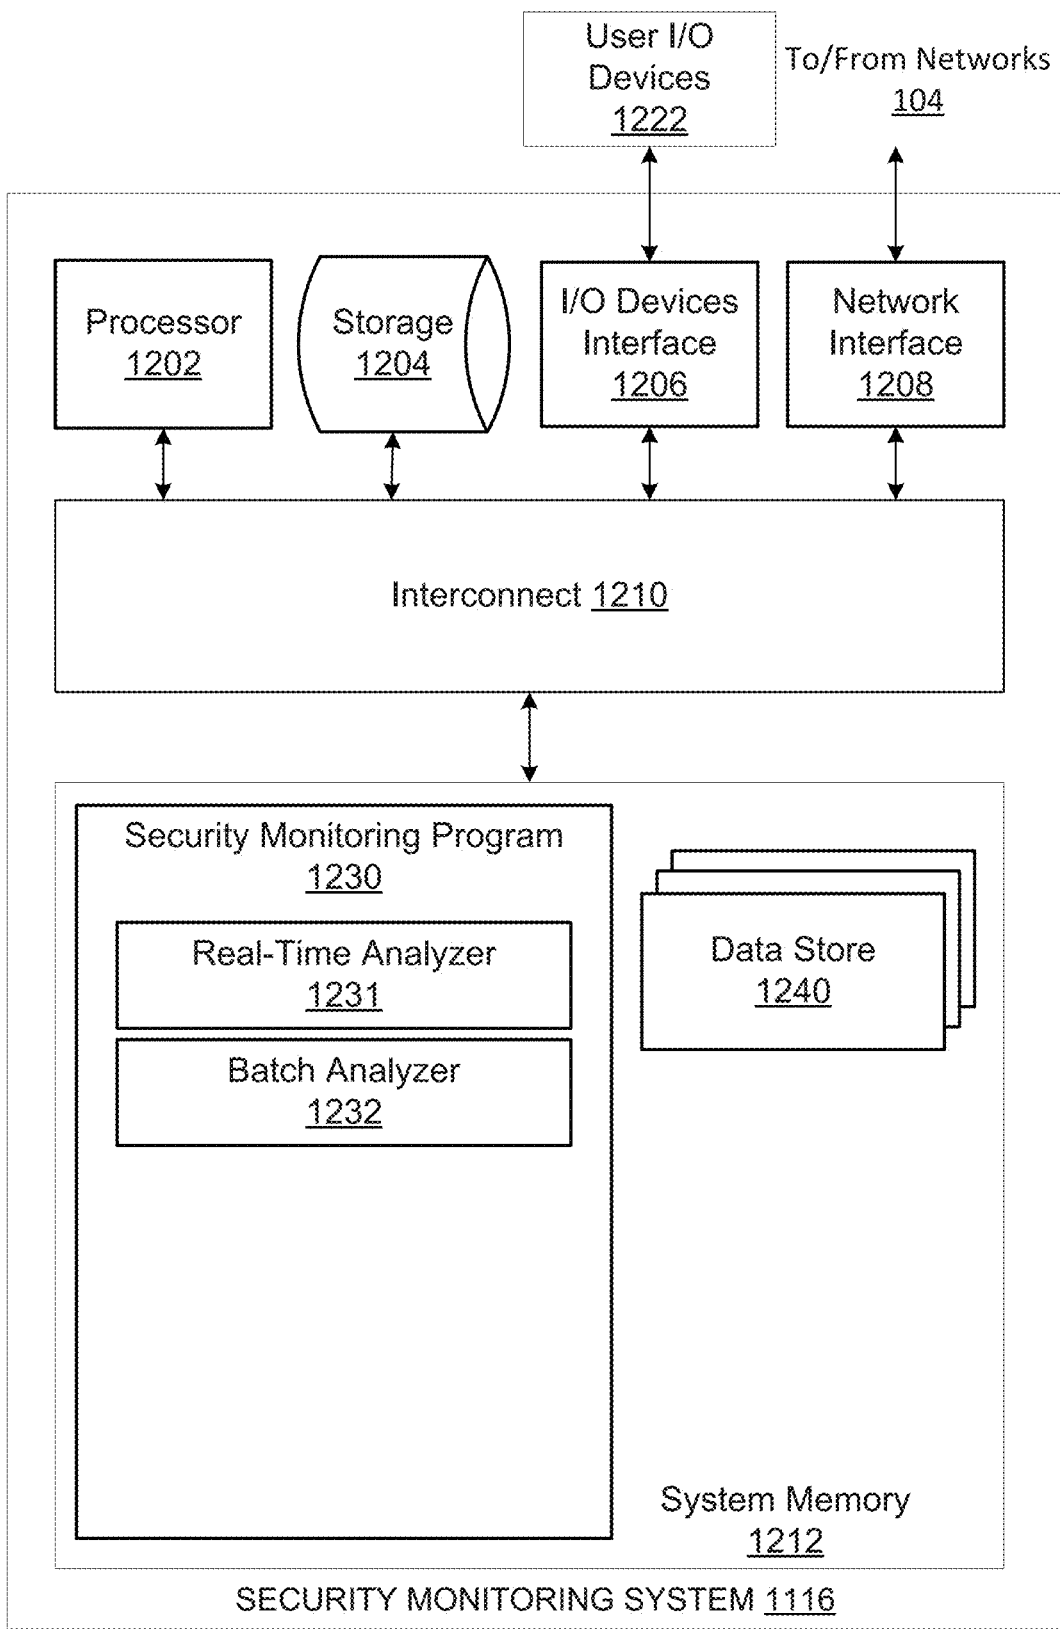 User I/O
Devices
1222
To/From Networks
104
Processor
1202
Storage
1204
I/O Devices
Interface
1206
Network
Interface
1208
Interconnect 1210
Security Monitoring Program
1230
Real-Time Analyzer
1231
Batch Analyzer
1232
Data Store
1240
System Memory
1212
SECURITY MONITORING SYSTEM 1116